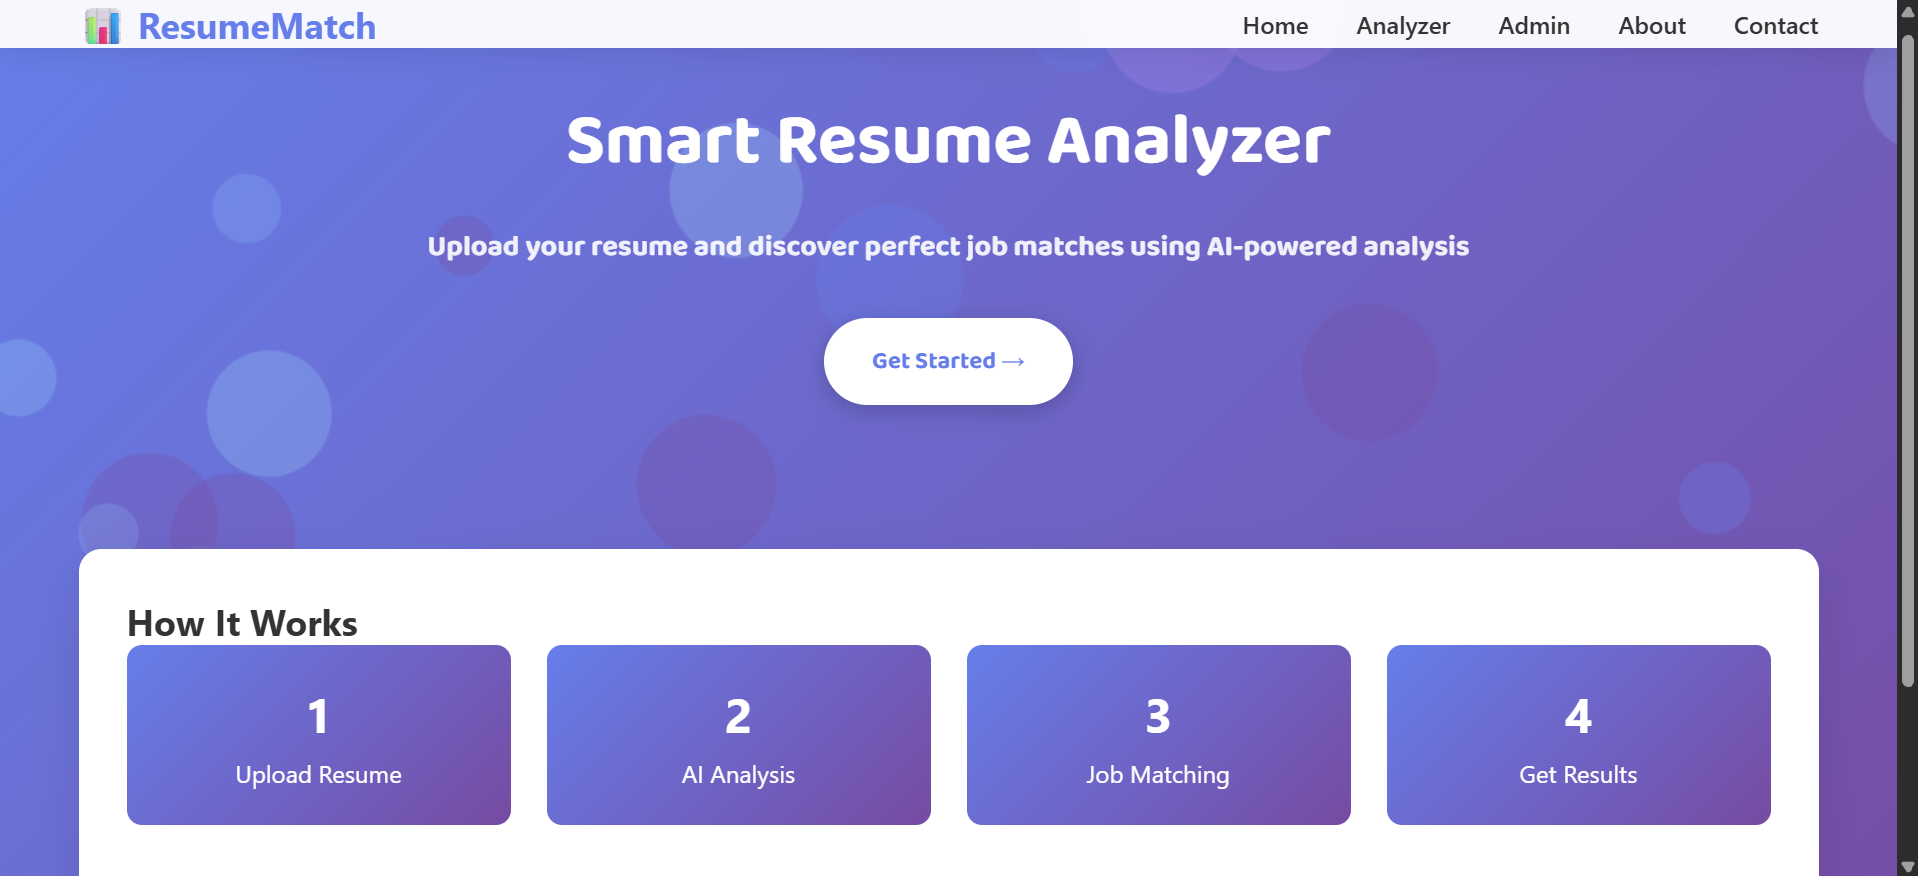 ResumeMatch
Home Analyzer Admin About Contact
Smart Resume Analyzer
Upload your resume and discover perfect job matches using AI-powered analysis
Get Started →
How It Works
1
Upload Resume
2
AI Analysis
3
Job Matching
4
Get Results